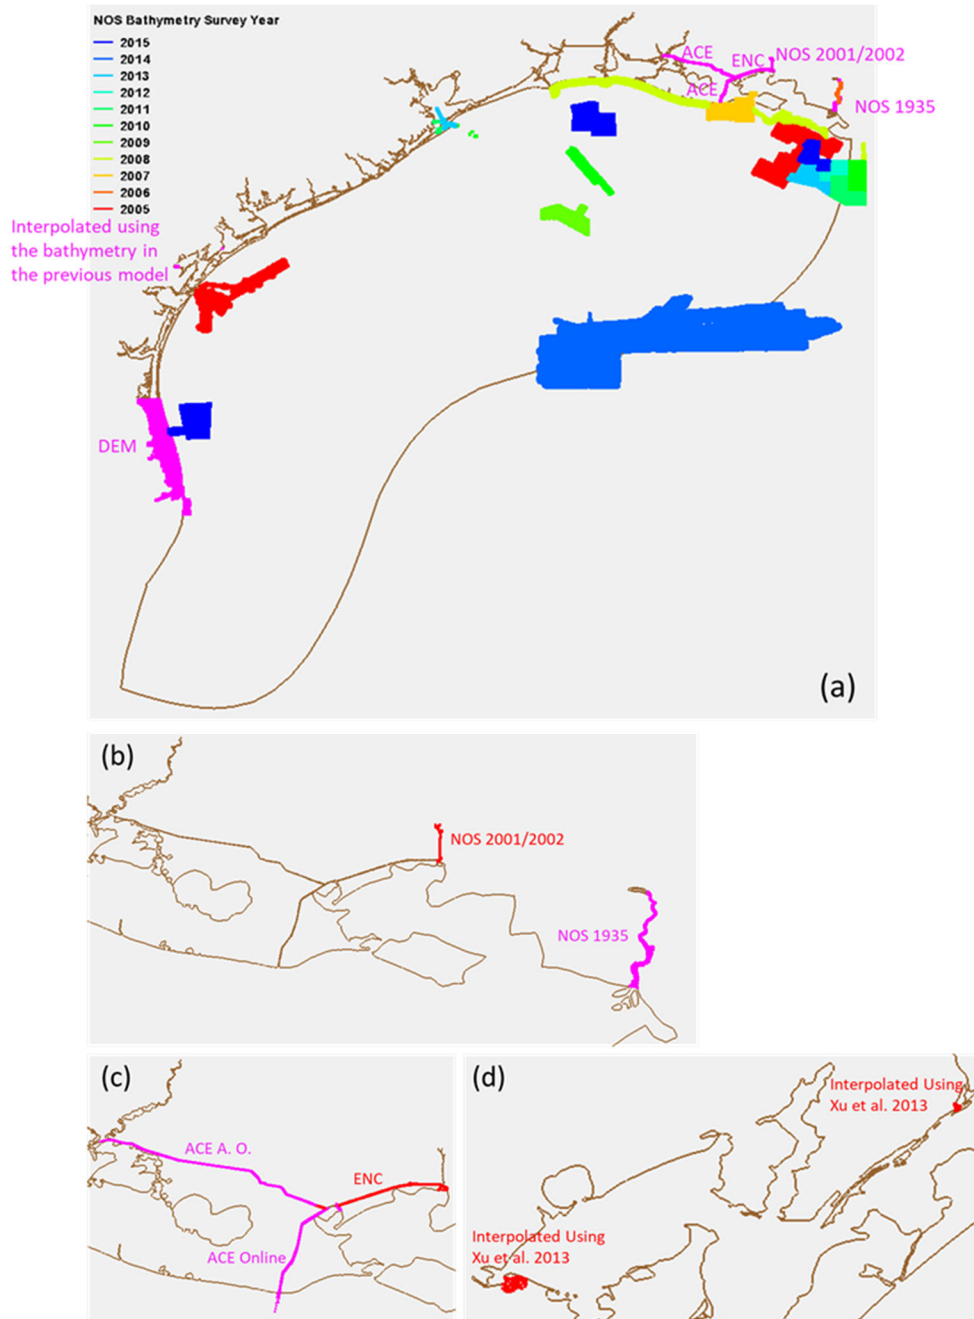 NOS Bathymetry Survey Year
2015
2014
2013
2012
2011
2010
2009
2008
2007
2006
2005
ACE
ENC
NOS 2001/2002
ACE
NOS 1935
Interpolated using
the bathymetry in
the previous model
DEM
(a)
(b)
NOS 2001/2002
NOS 1935
(c)
ACE A. O.
ENC
ACE Online
(d)
Interpolated Using
Xu et al. 2013
Interpolated Using
Xu et al. 2013